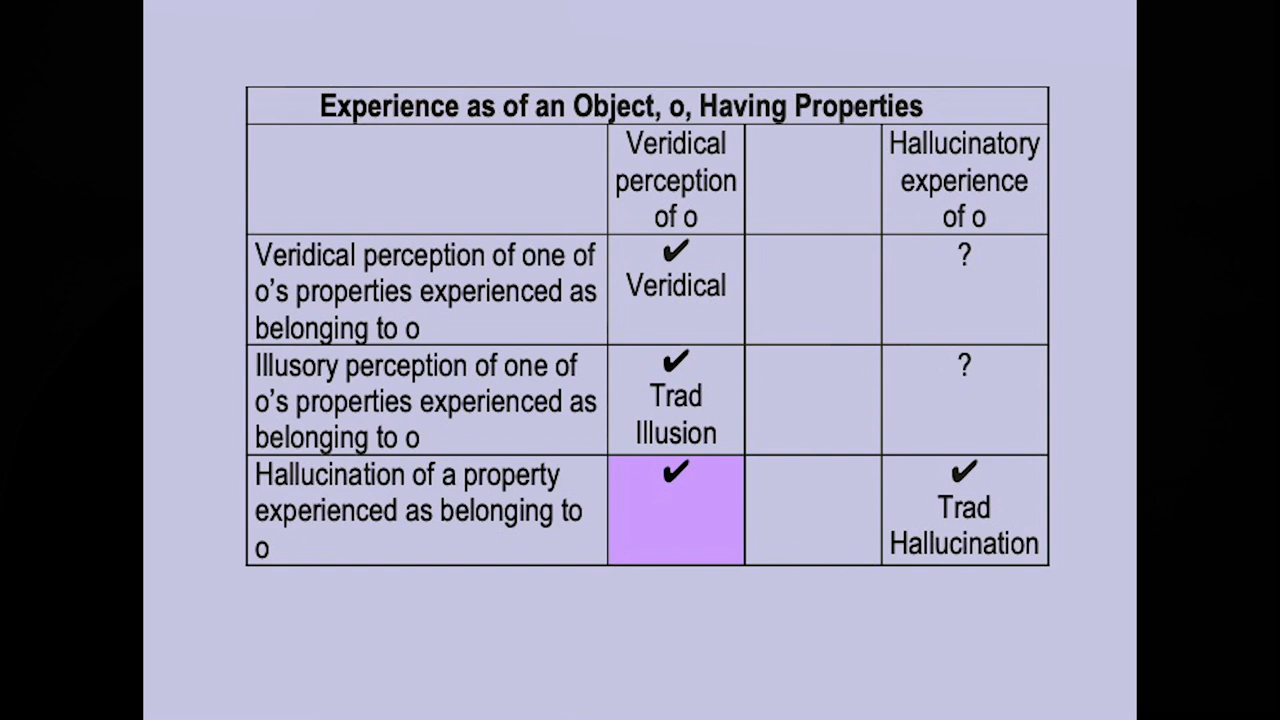 Experience as of an Object, o, Having Properties
Veridical
perception
of o
Hallucinatory
experience
of o
Veridical perception of one of
o's properties experienced as
belonging to o
✔
Veridical
?
Illusory perception of one of
o's properties experienced as
belonging to o
✔
Trad
Illusion
?
Hallucination of a property
experienced as belonging to
o
✔
✔
Trad
Hallucination